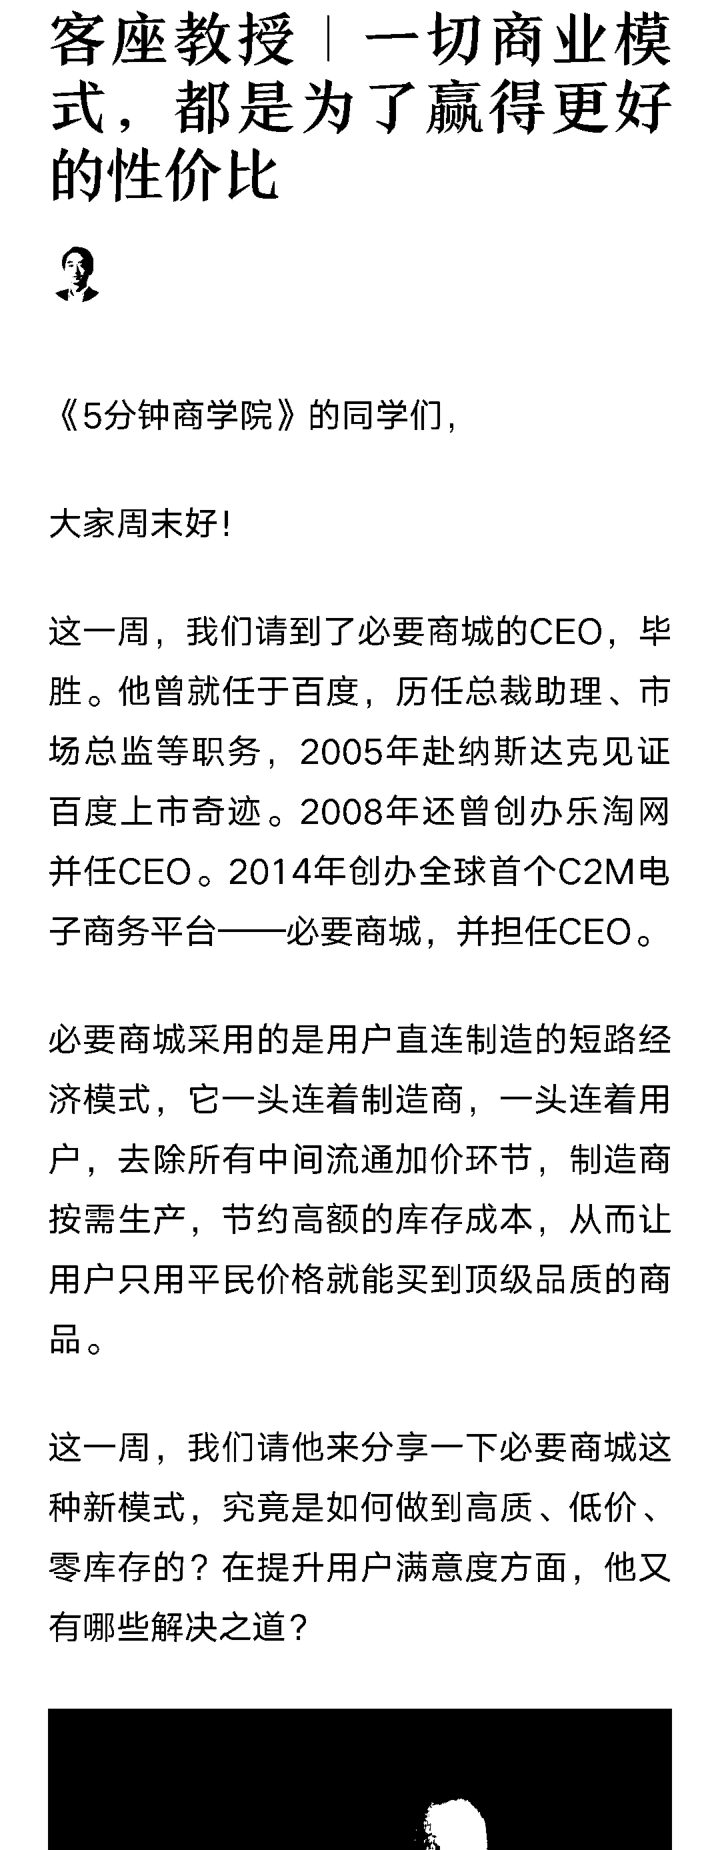 客座教授｜一切商业模
式，都是为了赢得更好
的性价比
《5分钟商学院》的同学们，
大家周末好！
这一周，我们请到了必要商城的CEO，毕
胜。他曾就任于百度，历任总裁助理、市
场总监等职务，2005年赴纳斯达克见证
百度上市奇迹。2008年还曾创办乐淘网
并任CEO。2014年创办全球首个C2M电
子商务平台——必要商城，并担任CEO。
必要商城采用的是用户直连制造的短路经
济模式，它一头连着制造商，一头连着用
户，去除所有中间流通加价环节，制造商
按需生产，节约高额的库存成本，从而让
用户只用平民价格就能买到顶级品质的商
品。
这一周，我们请他来分享一下必要商城这
种新模式，究竟是如何做到高质、低价、
零库存的？在提升用户满意度方面，他又
有哪些解决之道？